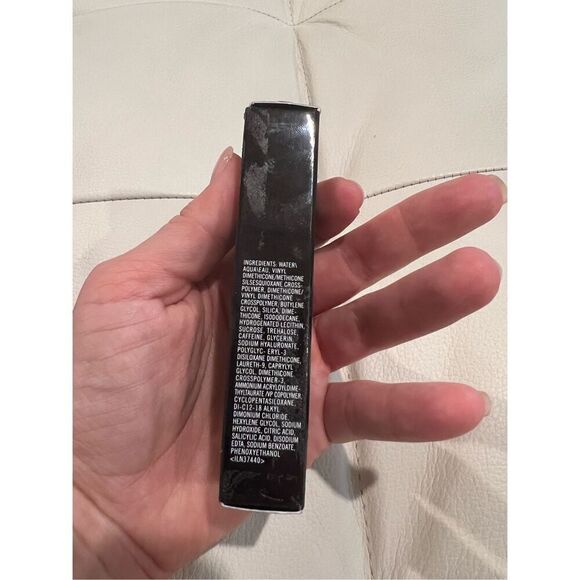 INGREDIENTS: WATER\
AQUA\EAU, VINYL
DIMETHICONE/METHICONE
SILSESQUIOXANE, CROSS-
POLYMER, DIMETHICONE/
VINYL DIMETHICONE
CROSSPOLYMER, BUTYLENE
GLYCOL, SILICA, DIME-
THICONE, ISODODECANE,
HYDROGENATED LECITHIN,
SUCROSE, TREHALOSE,
CAFFEINE, GLYCERIN,
SODIUM HYALURONATE,
POLYGLYC- ERYL-3
DISILOXANE DIMETHICONE,
LAURETH-9, CAPRYLYL
GLYCOL, DIMETHICONE
CROSSPOLYMER-3,
AMMONIUM ACRYLOYLDIME-
THYLTAURATE /VP COPOLYMER,
CYCLOPENTASILOXANE,
DI-C12-18 ALKYL
DIMONIUM CHLORIDE,
HEXYLENE GLYCOL, SODIUM
HYDROXIDE, CITRIC ACID,
SALICYLIC ACID, DISODIUM
EDTA, SODIUM BENZOATE,
PHENOXYETHANOL
<ILN37440>